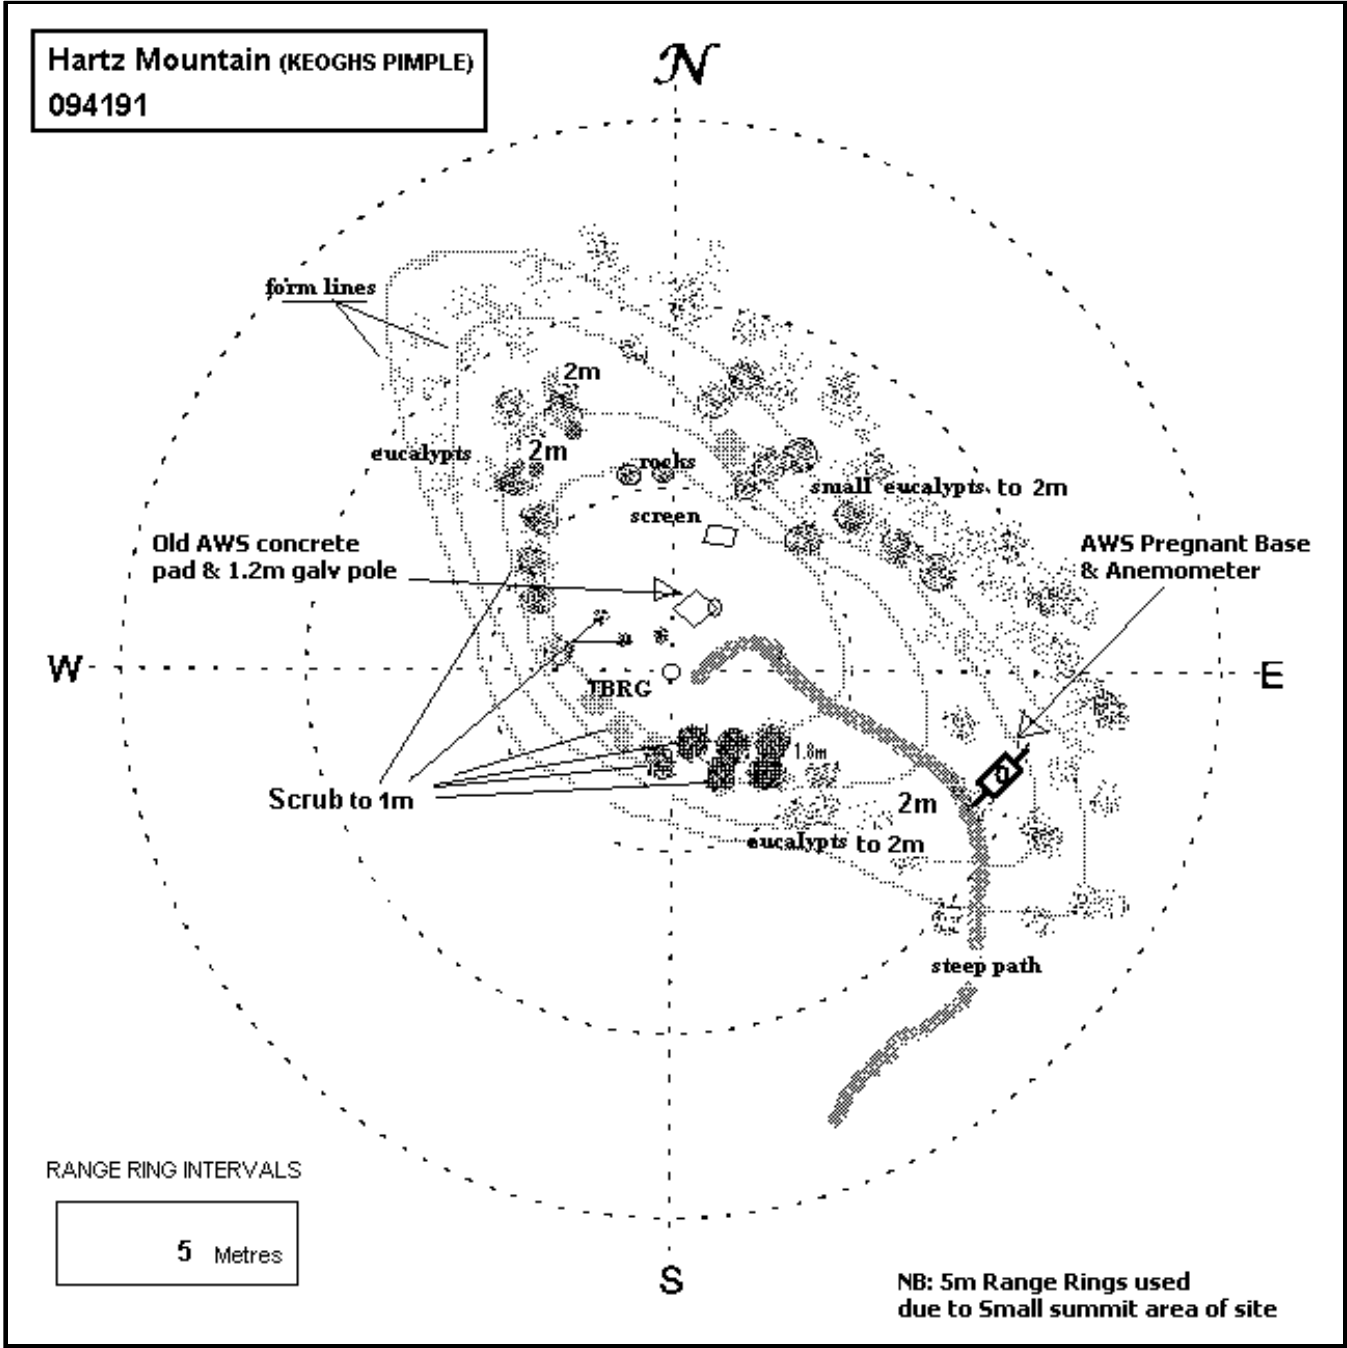 Hartz Mountain (KEOGHS PIMPLE)
094191
N
form lines
2m
eucalypts
2m
rocks
small eucalypts to 2m
screen
Old AWS concrete
pad & 1.2m galv pole
AWS Pregnant Base
& Anemometer
W
E
TBRG
1.8m
Scrub to 1m
2m
eucalypts to 2m
steep path
RANGE RING INTERVALS
5 Metres
S
NB: 5m Range Rings used
due to Small summit area of site